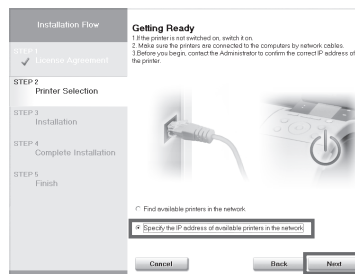 Installation Flow
STEP 1
License Agreement
STEP 2
Printer Selection
STEP 3
Installation
STEP 4
Complete Installation
STEP 5
Finish
Getting Ready
1.If the printer is not switched on, switch it on.
2. Make sure the printers are connected to the computers by network cables.
3.Before you begin, contact the Administrator to confirm the correct IP address of
the printer.
Find available printers in the network
Specify the IP address of available printers in the network
Cancel
Back
Next